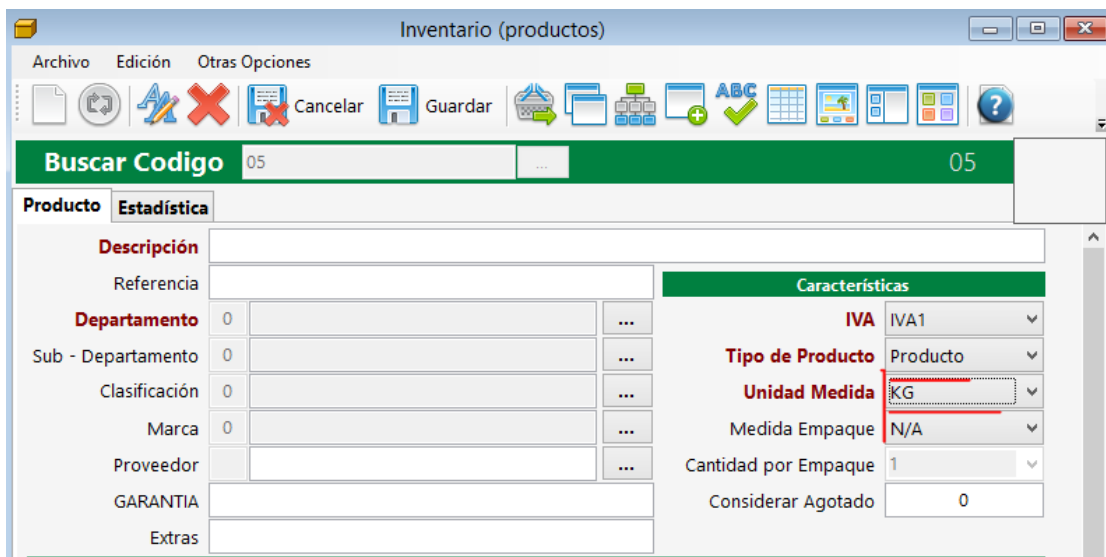 Inventario (productos)
Archivo Edición Otras Opciones
Cancelar Guardar ABC ?
Buscar Codigo 05 ... 05
Producto Estadística
Descripción
Referencia Características
Departamento 0 ... IVA IVA1
Sub - Departamento 0 ... Tipo de Producto Producto
Clasificación 0 ... Unidad Medida KG
Marca 0 ... Medida Empaque N/A
Proveedor ... Cantidad por Empaque 1
GARANTIA Considerar Agotado 0
Extras